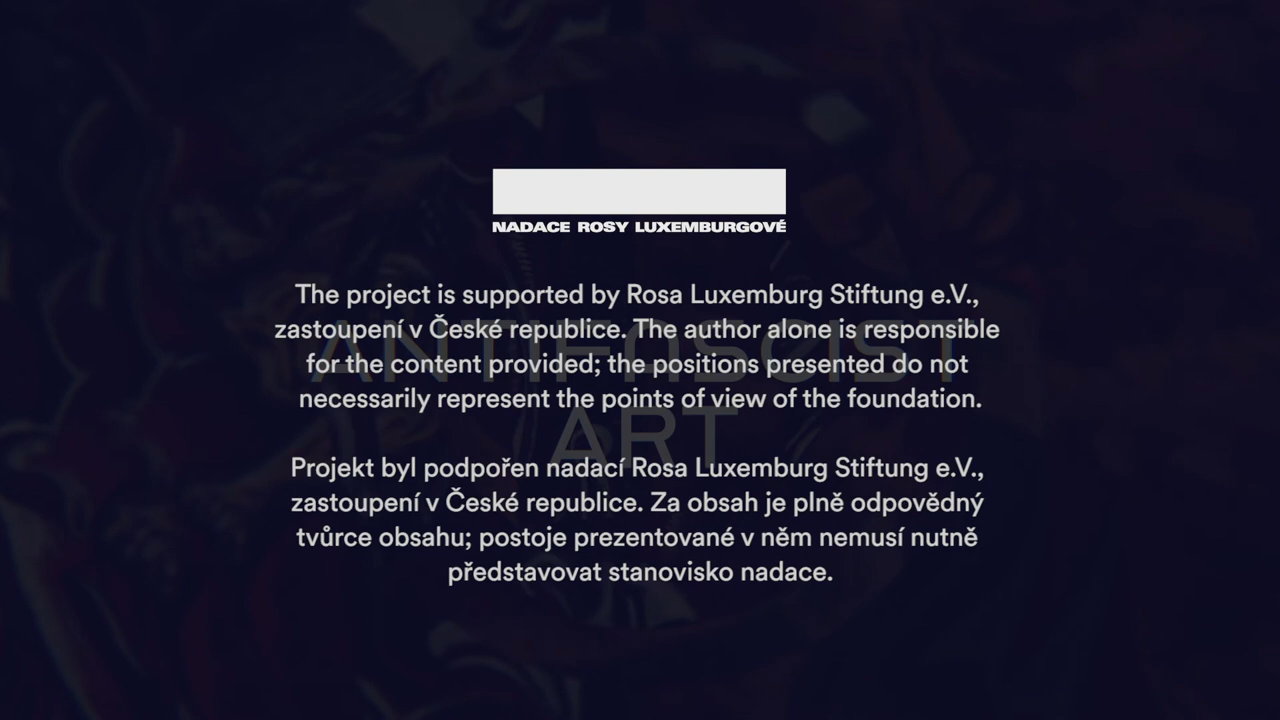 NADACE ROSY LUXEMBURGOVÉ
The project is supported by Rosa Luxemburg Stiftung e.V.,
zastoupení v České republice. The author alone is responsible
for the content provided; the positions presented do not
necessarily represent the points of view of the foundation.
ANTIFASCIST
ART
Projekt byl podpořen nadací Rosa Luxemburg Stiftung e.V.,
zastoupení v České republice. Za obsah je plně odpovědný
tvůrce obsahu; postoje prezentované v něm nemusí nutně
představovat stanovisko nadace.